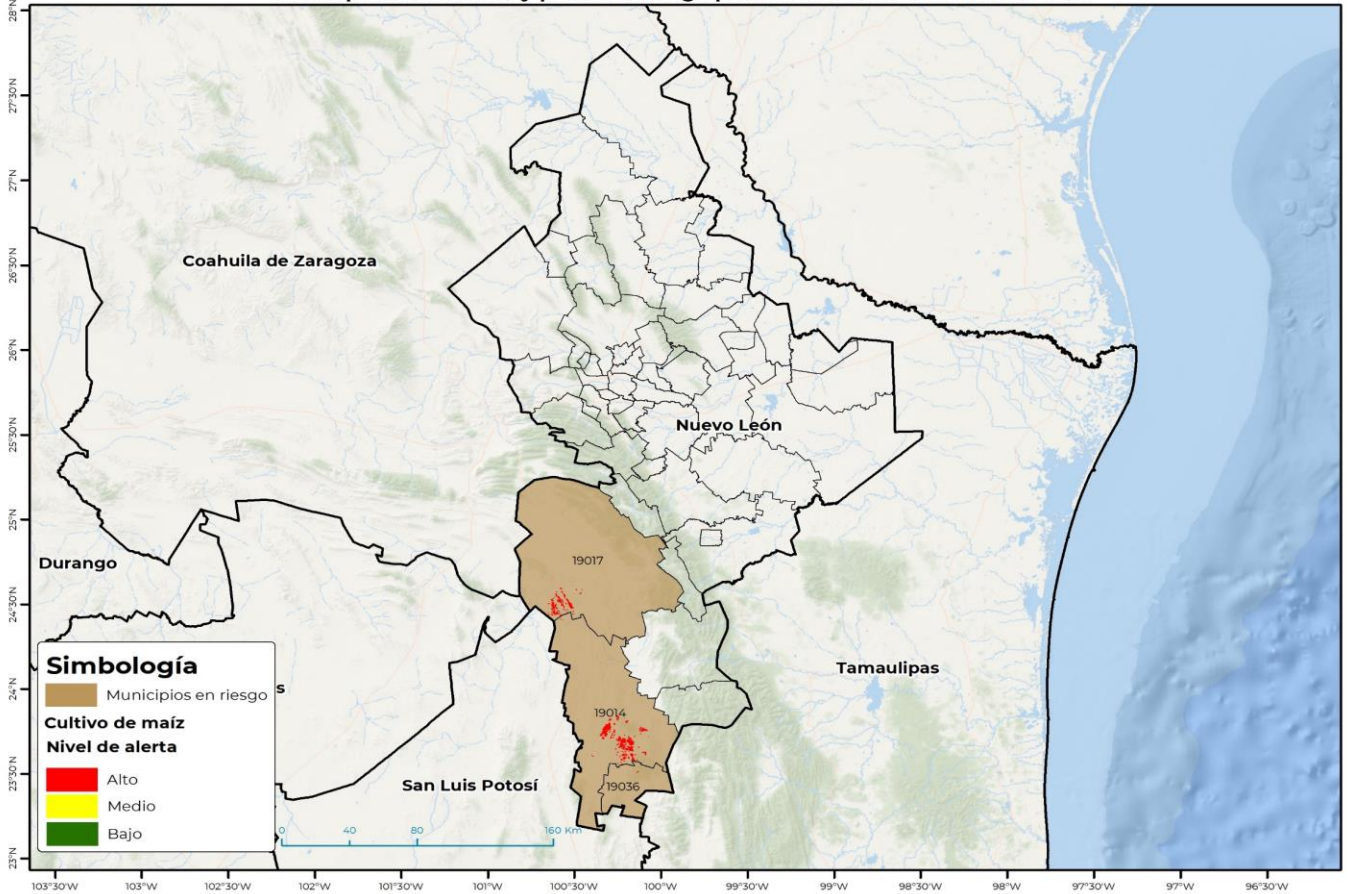 28°N
27°30'N
27°N
26°30'N
26°N
25°30'N
25°N
24°30'N
24°N
23°30'N
23°N
Coahuila de Zaragoza
Nuevo León
Durango
Tamaulipas
San Luis Potosí
s
19017
19014
19036
Simbología
Municipios en riesgo
Cultivo de maíz
Nivel de alerta
Alto
Medio
Bajo
0 40 80 160 Km
103°30'W 103°W 102°30'W 102°W 101°30'W 101°W 100°30'W 100°W 99°30'W 99°W 98°30'W 98°W 97°30'W 97°W 96°30'W